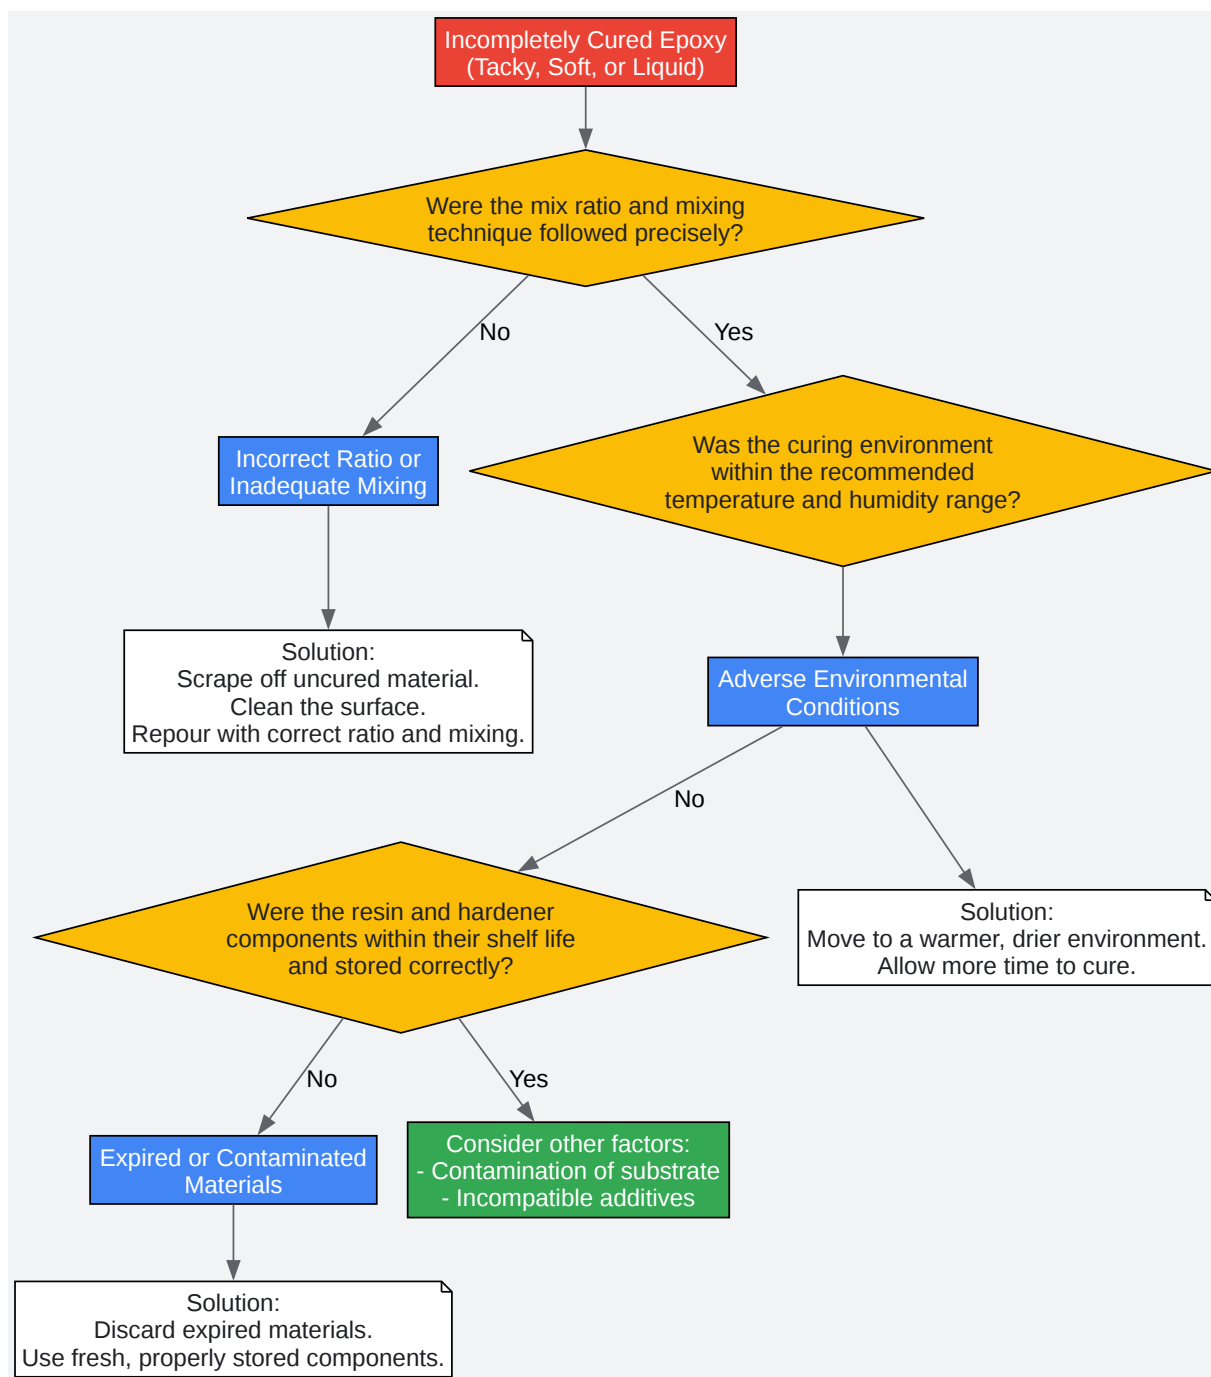 Incompletely Cured Epoxy
(Tacky, Soft, or Liquid)
Were the mix ratio and mixing
technique followed precisely?
No
Yes
Incorrect Ratio or
Inadequate Mixing
Was the curing environment
within the recommended
temperature and humidity range?
Solution:
Scrape off uncured material.
Clean the surface.
Repour with correct ratio and mixing.
Adverse Environmental
Conditions
No
Were the resin and hardener
components within their shelf life
and stored correctly?
Solution:
Move to a warmer, drier environment.
Allow more time to cure.
No
Yes
Expired or Contaminated
Materials
Consider other factors:
- Contamination of substrate
- Incompatible additives
Solution:
Discard expired materials.
Use fresh, properly stored components.